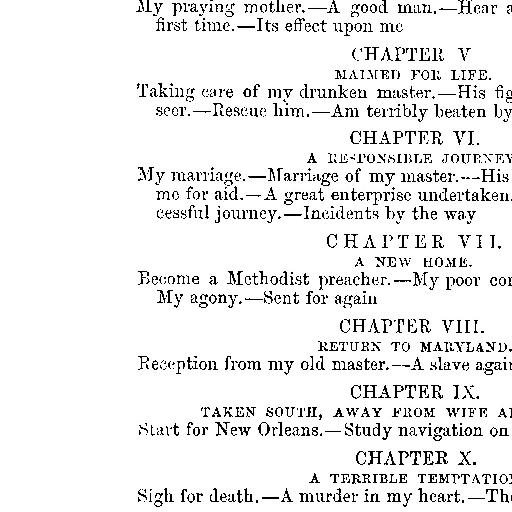 My praying mother.—A good man.—Hear a
first time.—Its effect upon me
CHAPTER V
MAIMED FOR LIFE.
Taking care of my drunken master.—His fig
seer.—Rescue him.—Am terribly beaten by
CHAPTER VI.
A RESPONSIBLE JOURNEY
My marriage.—Marriage of my master.—His
me for aid.—A great enterprise undertaken.
cessful journey.—Incidents by the way
CHAPTER VII.
A NEW HOME.
Become a Methodist preacher.—My poor co
My agony.—Sent for again
CHAPTER VIII.
RETURN TO MARYLAND.
Reception from my old master.—A slave again
CHAPTER IX.
TAKEN SOUTH, AWAY FROM WIFE A
Start for New Orleans.—Study navigation on
CHAPTER X.
A TERRIBLE TEMPTATIO
Sigh for death.—A murder in my heart.—The